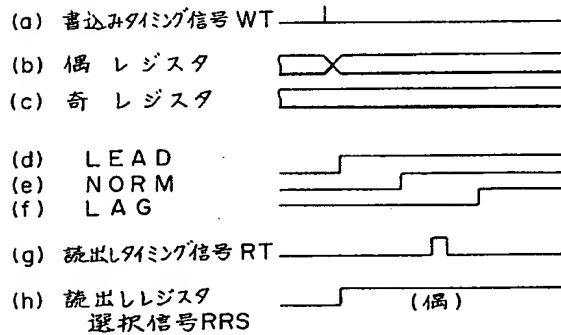 (a) 書込みタイミング信号 WT
(b) 偶 レジスタ
(c) 奇 レジスタ
(d) LEAD
(e) NORM
(f) LAG
(g) 読出しタイミング信号 RT
(h) 読出しレジスタ
選択信号RRS
(偶)